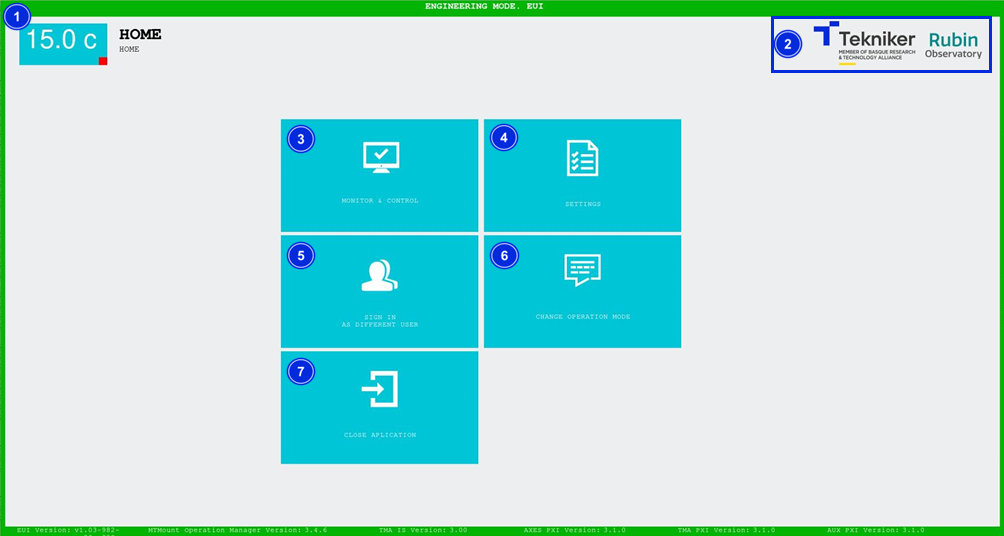 ENGINEERING MODE. EUI
1
15.0 c
HOME
HOME
2
Tekniker
MEMBER OF BASQUE RESEARCH
& TECHNOLOGY ALLIANCE
Rubin
Observatory
3
MONITOR & CONTROL
4
SETTINGS
5
SIGN IN
AS DIFFERENT USER
6
CHANGE OPERATION MODE
7
CLOSE APLICATION
EUI Version: v1.03-982-
MTMount Operation Manager Version: 3.4.6
TMA IS Version: 3.00
AXES PXI Version: 3.1.0
TMA PXI Version: 3.1.0
AUX PXI Version: 3.1.0